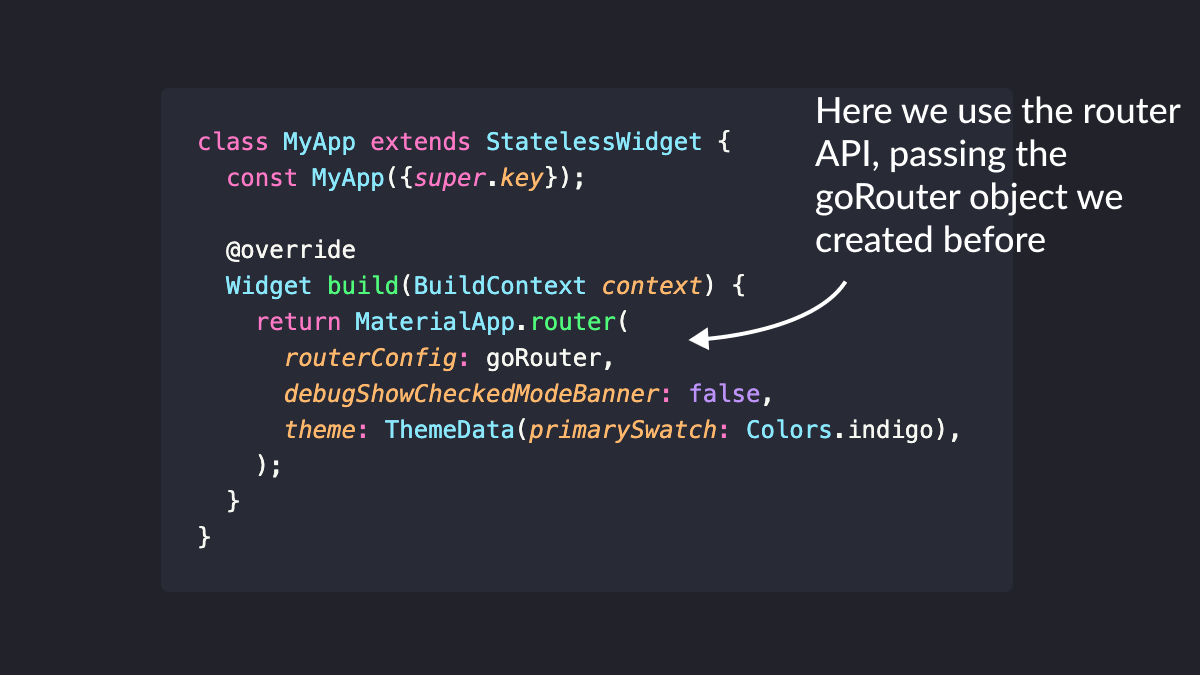 class MyApp extends StatelessWidget {
  const MyApp({super.key});

  @override
  Widget build(BuildContext context) {
    return MaterialApp.router(
      routerConfig: goRouter,
      debugShowCheckedModeBanner: false,
      theme: ThemeData(primarySwatch: Colors.indigo),
    );
  }
}
Here we use the router
API, passing the
goRouter object we
created before